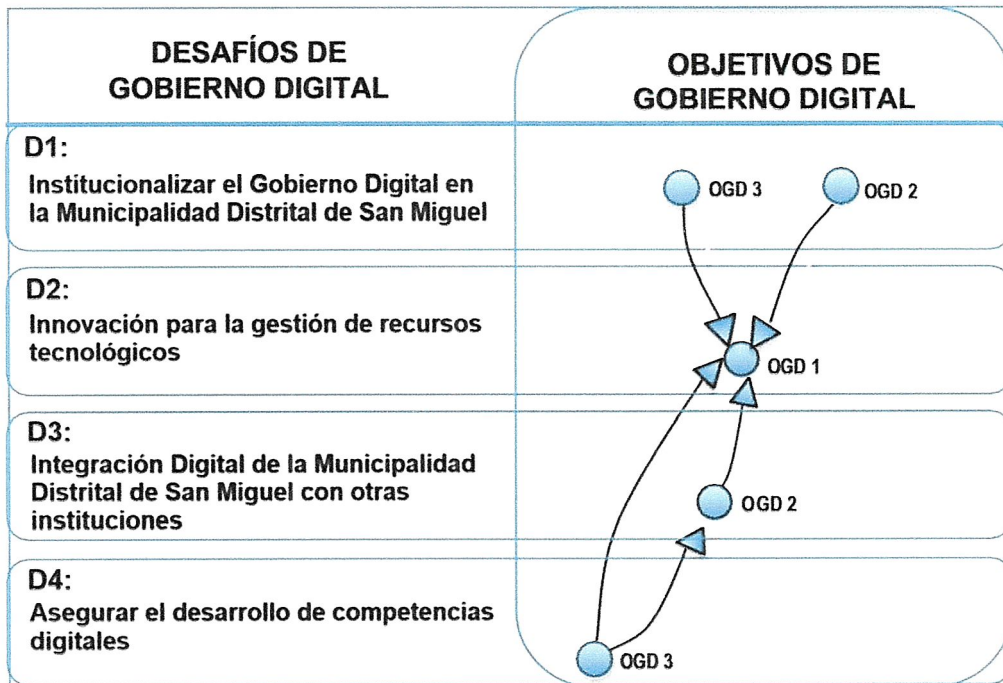 DESAFÍOS DE
GOBIERNO DIGITAL
OBJETIVOS DE
GOBIERNO DIGITAL
D1:
Institucionalizar el Gobierno Digital en
la Municipalidad Distrital de San Miguel
OGD 3
OGD 2
D2:
Innovación para la gestión de recursos
tecnológicos
OGD 1
D3:
Integración Digital de la Municipalidad
Distrital de San Miguel con otras
instituciones
OGD 2
D4:
Asegurar el desarrollo de competencias
digitales
OGD 3